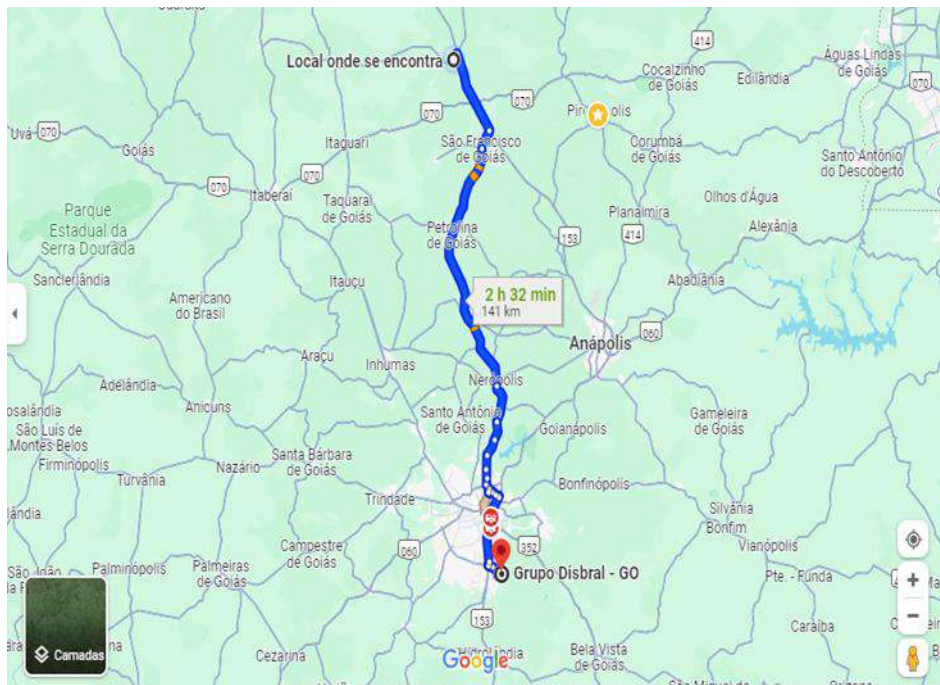 414
Águas Lindas
de Goiás
Local onde se encontra
Cocalzinho
de Goiás
Edilândia
070
070
Uvá
070
Goiás
Itaguari
São Francisco
de Goiás
Corumbá
de Goiás
Santo Antônio
do Descoberto
070
Itaberaí
Taquaral
de Goiás
Olhos d'Água
Parque
Estadual da
Serra Dourada
Petrolina
de Goiás
Planalmira
153
414
Alexânia
Sanclerlândia
Itauçu
Abadiânia
Americano
do Brasil
2 h 32 min
141 km
060
Anápolis
Araçu
Inhumas
Nerópolis
Adelândia
Anicuns
Santo Antônio
de Goiás
Goianápolis
Gameleira
de Goiás
São Luís de
Montes Belos
Firminópolis
Nazário
Santa Bárbara
de Goiás
Turvânia
Trindade
Bonfinópolis
Silvânia
Bonfim
060
352
Vianópolis
Campestre
de Goiás
Palminópolis
Palmeiras
de Goiás
Grupo Disbral - GO
Pte. - Funda
Camadas
153
Caraíba
Cezarina
Google
Bela Vista
de Goiás